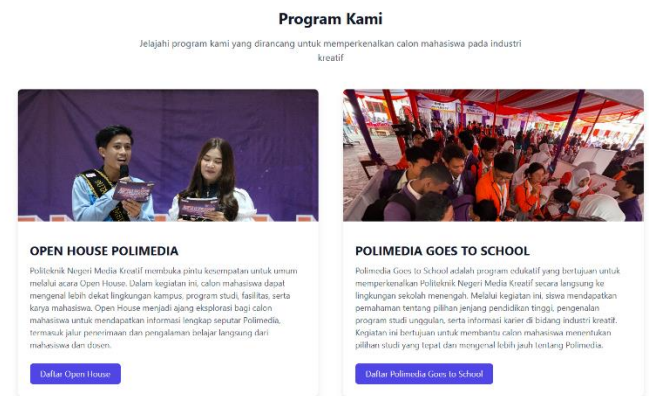 Program Kami
Jelajahi program kami yang dirancang untuk memperkenalkan calon mahasiswa pada industri
kreatif
OPEN HOUSE POLIMEDIA
Politeknik Negeri Media Kreatif membuka pintu kesempatan untuk umum
melalui acara Open House. Dalam kegiatan ini, calon mahasiswa dapat
mengenal lebih dekat lingkungan kampus, program studi, fasilitas, serta
karya mahasiswa. Open House menjadi ajang eksplorasi bagi calon
mahasiswa untuk mendapatkan informasi lengkap seputar Polimedia,
termasuk jalur penerimaan dan pengalaman belajar langsung dari
mahasiswa dan dosen.
Daftar Open House
POLIMEDIA GOES TO SCHOOL
Polimedia Goes to School adalah program edukatif yang bertujuan untuk
memperkenalkan Politeknik Negeri Media Kreatif secara langsung ke
lingkungan sekolah menengah. Melalui kegiatan ini, siswa mendapatkan
pemahaman tentang pilihan jenjang pendidikan tinggi, pengenalan
program studi unggulan, serta informasi karier di bidang industri kreatif.
Kegiatan ini bertujuan untuk membantu calon mahasiswa menentukan
pilihan studi yang tepat dan mengenal lebih jauh tentang Polimedia.
Daftar Polimedia Goes to School